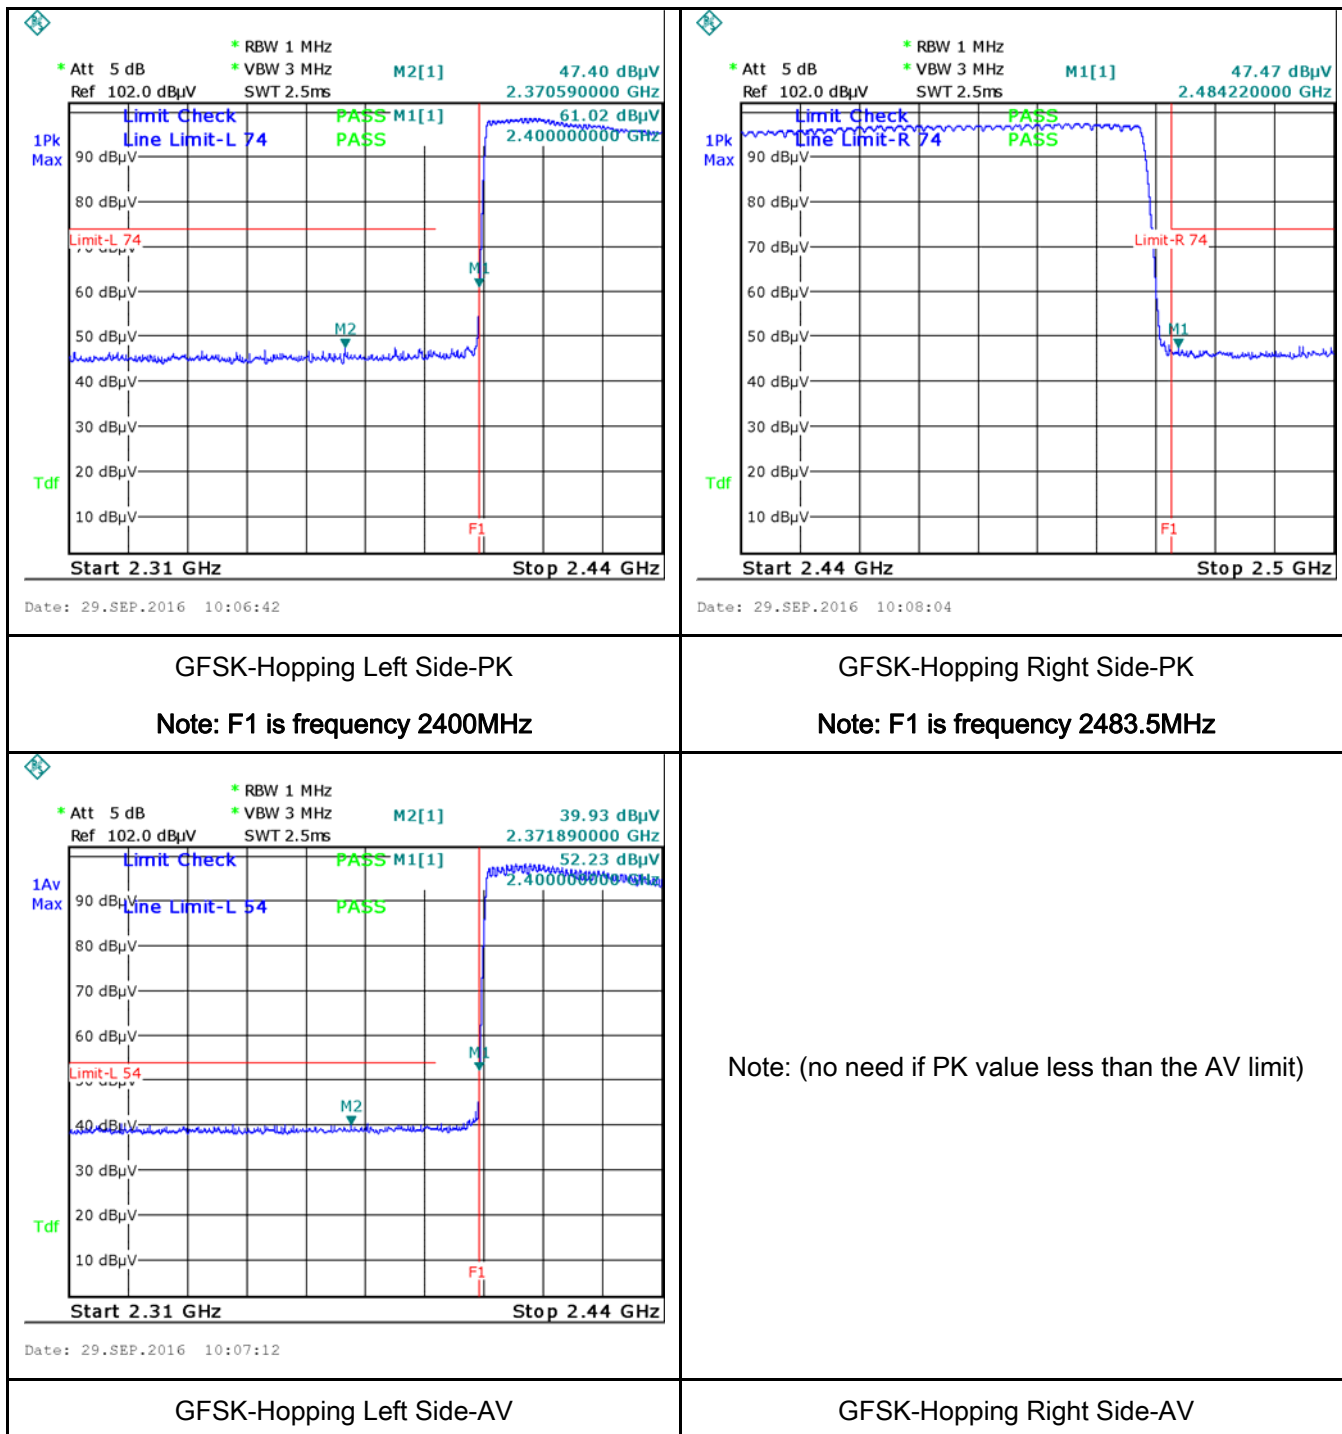 * RBW 1 MHz
* Att 5 dB * VBW 3 MHz M2[1] 47.40 dBµV
Ref 102.0 dBµV SWT 2.5ms 2.370590000 GHz
Limit Check PASS M1[1] 61.02 dBµV
1Pk Line Limit-L 74 PASS 2.400000000 GHz
Max 90 dBµV
80 dBµV
Limit-L 74
70 dBµV
M1
60 dBµV
M2
50 dBµV
40 dBµV
30 dBµV
20 dBµV
Tdf
10 dBµV
F1
Start 2.31 GHz Stop 2.44 GHz
Date: 29.SEP.2016 10:06:42
GFSK-Hopping Left Side-PK
Note: F1 is frequency 2400MHz
* RBW 1 MHz
* Att 5 dB * VBW 3 MHz M1[1] 47.47 dBµV
Ref 102.0 dBµV SWT 2.5ms 2.484220000 GHz
Limit Check PASS
1Pk Line Limit-R 74 PASS
Max 90 dBµV
80 dBµV
Limit-R 74
70 dBµV
60 dBµV
50 dBµV M1
40 dBµV
30 dBµV
20 dBµV
Tdf
10 dBµV
F1
Start 2.44 GHz Stop 2.5 GHz
Date: 29.SEP.2016 10:08:04
GFSK-Hopping Right Side-PK
Note: F1 is frequency 2483.5MHz
* RBW 1 MHz
* Att 5 dB * VBW 3 MHz M2[1] 39.93 dBµV
Ref 102.0 dBµV SWT 2.5ms 2.371890000 GHz
Limit Check PASS M1[1] 52.23 dBµV
1Av 2.400000000 GHz
Max 90 dBµV Line Limit-L 54 PASS
80 dBµV
70 dBµV
60 dBµV
M1
Limit-L 54
50 dBµV
M2
40 dBµV
30 dBµV
20 dBµV
Tdf
10 dBµV
F1
Start 2.31 GHz Stop 2.44 GHz
Date: 29.SEP.2016 10:07:12
GFSK-Hopping Left Side-AV
Note: (no need if PK value less than the AV limit)
GFSK-Hopping Right Side-AV